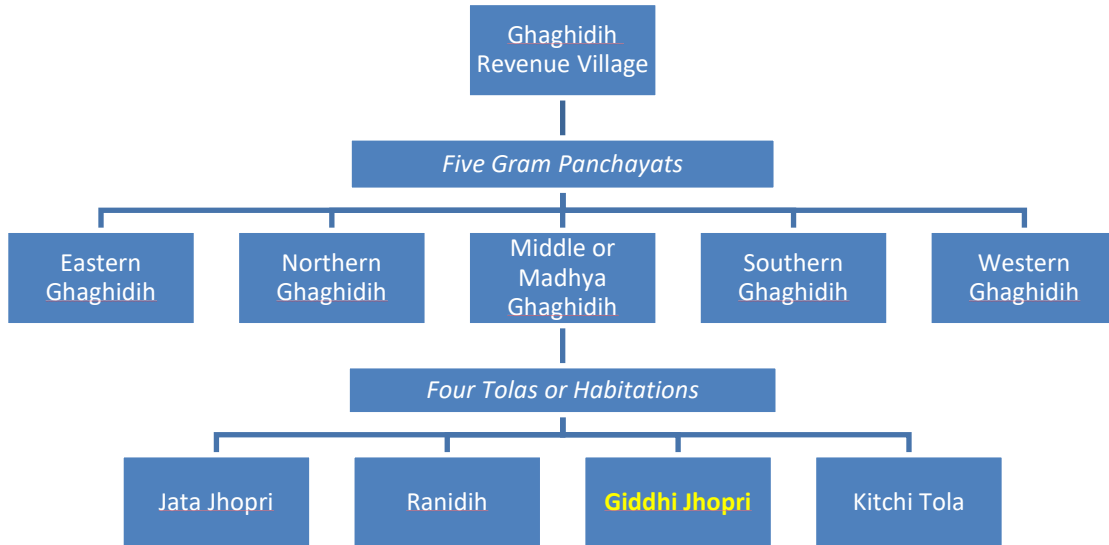 Ghaghidih
Revenue Village
Five Gram Panchayats
Eastern
Ghaghidih
Northern
Ghaghidih
Middle or
Madhya
Ghaghidih
Southern
Ghaghidih
Western
Ghaghidih
Four Tolas or Habitations
Jata Jhopri
Ranidih
Giddhi Jhopri
Kitchi Tola